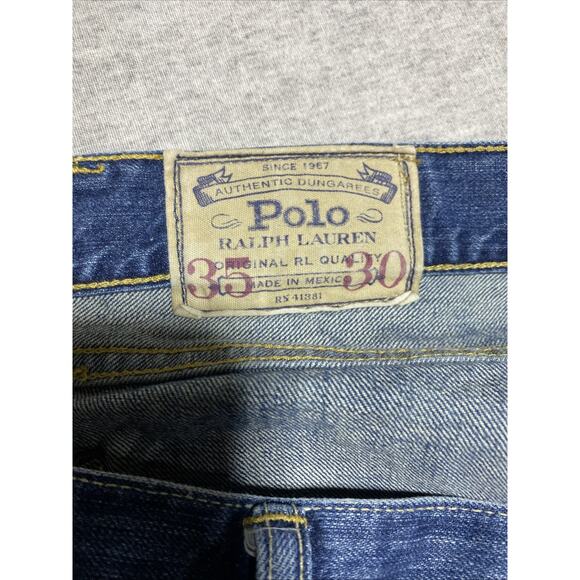 SINCE 1967
AUTHENTIC DUNGAREES
Polo
RALPH LAUREN
ORIGINAL RL QUALITY
35 MADE IN MEXICO 30
RN 41381